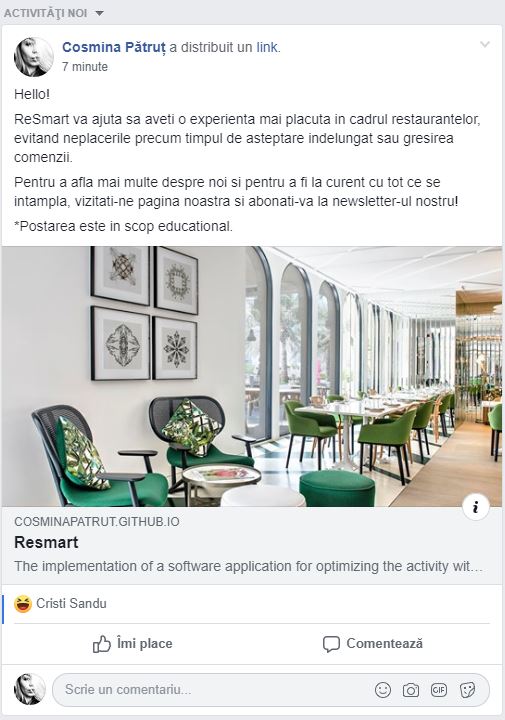 ACTIVITĂŢI NOI
Cosmina Pătruț a distribuit un link.
7 minute
Hello!
ReSmart va ajuta sa aveti o experienta mai placuta in cadrul restaurantelor,
evitand neplacerile precum timpul de asteptare indelungat sau gresirea
comenzii.
Pentru a afla mai multe despre noi si pentru a fi la curent cu tot ce se
intampla, vizitati-ne pagina noastra si abonati-va la newsletter-ul nostru!
*Postarea este in scop educational.
i
COSMINAPATRUT.GITHUB.IO
Resmart
The implementation of a software application for optimizing the activity wit...
Cristi Sandu
Îmi place
Comentează
Scrie un comentariu...
GIF